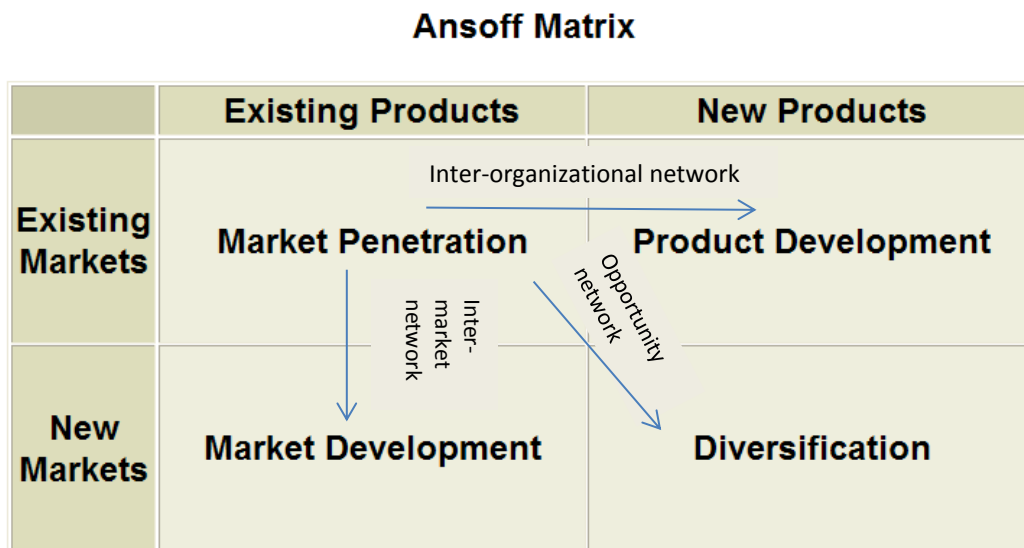 Ansoff Matrix
Existing Products
New Products
Existing
Markets
Inter-organizational network
Market Penetration
Product Development
Inter-
market
network
Opportunity
network
New
Markets
Market Development
Diversification